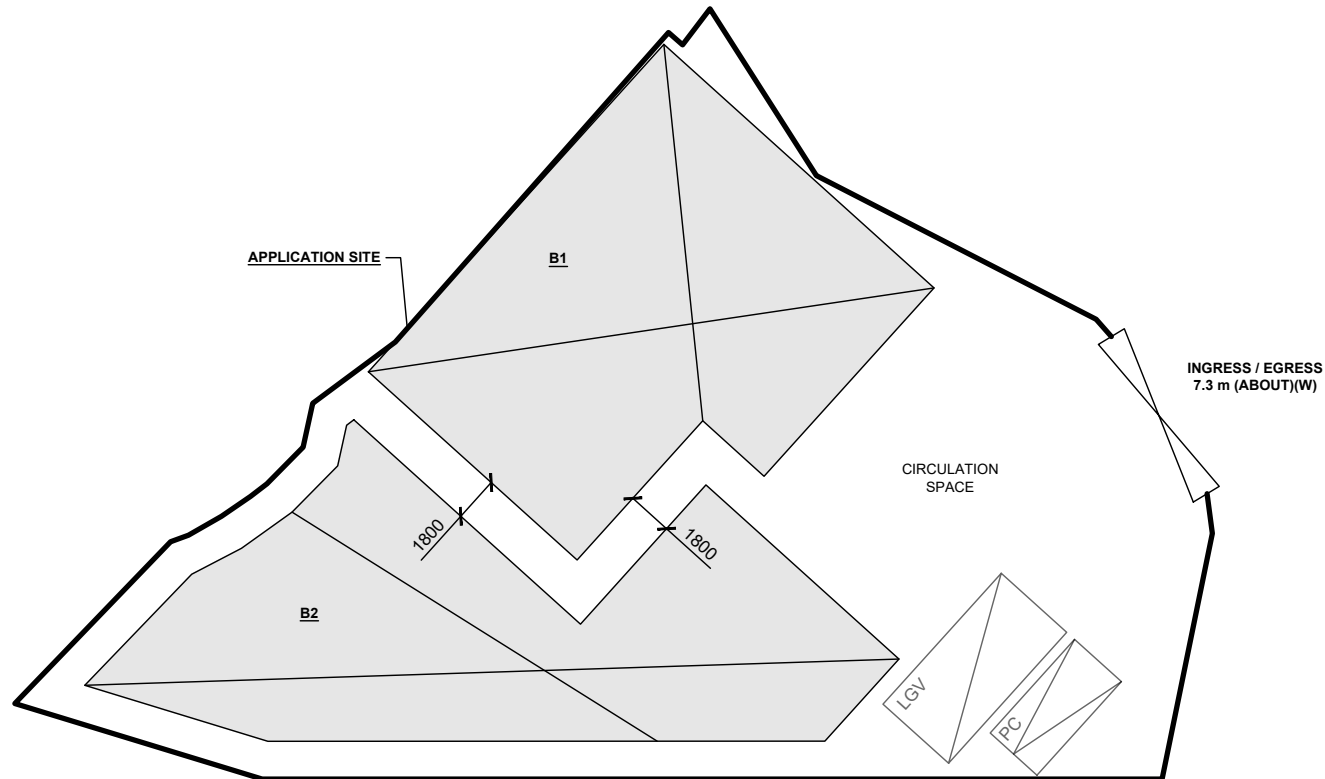 APPLICATION SITE
B1
INGRESS / EGRESS
7.3 m (ABOUT)(W)
CIRCULATION
SPACE
1800
1800
B2
LGV
PC